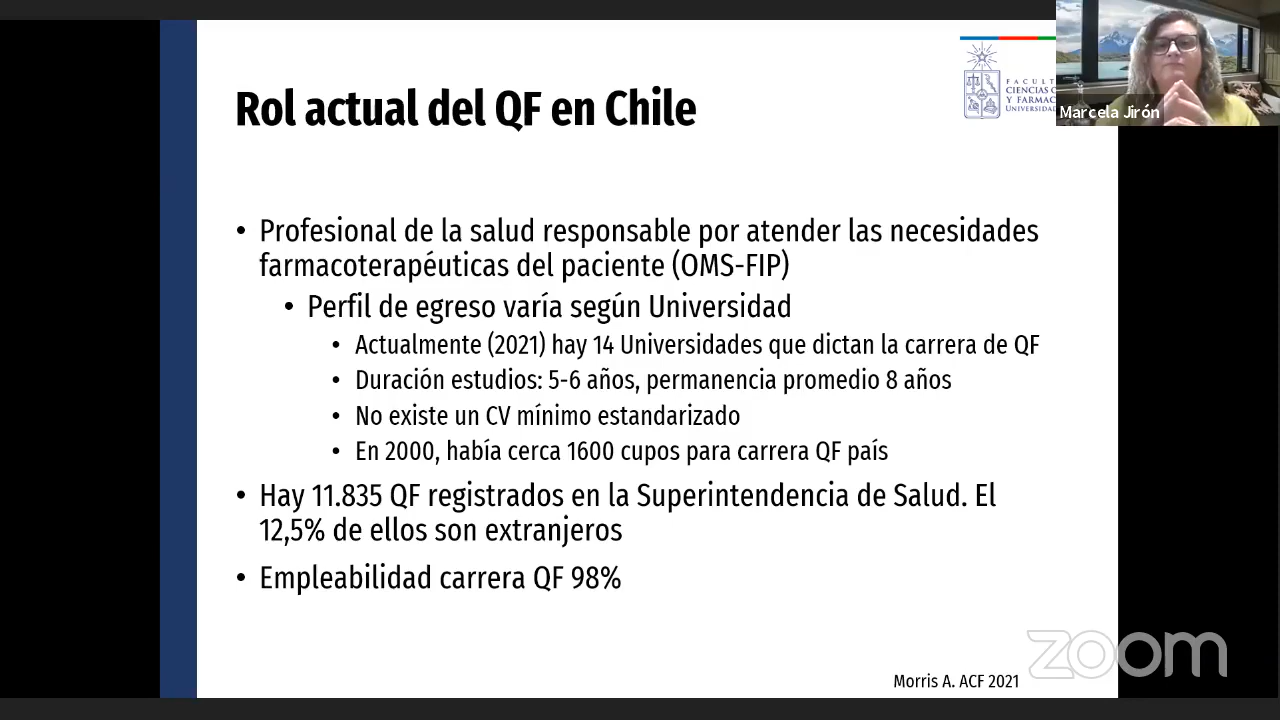 Rol actual del QF en Chile
FACULT
CIENCIAS
Y FARMA
UNIVERSIDA
Marcela Jirón
• Profesional de la salud responsable por atender las necesidades
farmacoterapéuticas del paciente (OMS-FIP)
• Perfil de egreso varía según Universidad
• Actualmente (2021) hay 14 Universidades que dictan la carrera de QF
• Duración estudios: 5-6 años, permanencia promedio 8 años
• No existe un CV mínimo estandarizado
• En 2000, había cerca 1600 cupos para carrera QF país
• Hay 11.835 QF registrados en la Superintendencia de Salud. El
12,5% de ellos son extranjeros
• Empleabilidad carrera QF 98%
zoom
Morris A. ACF 2021